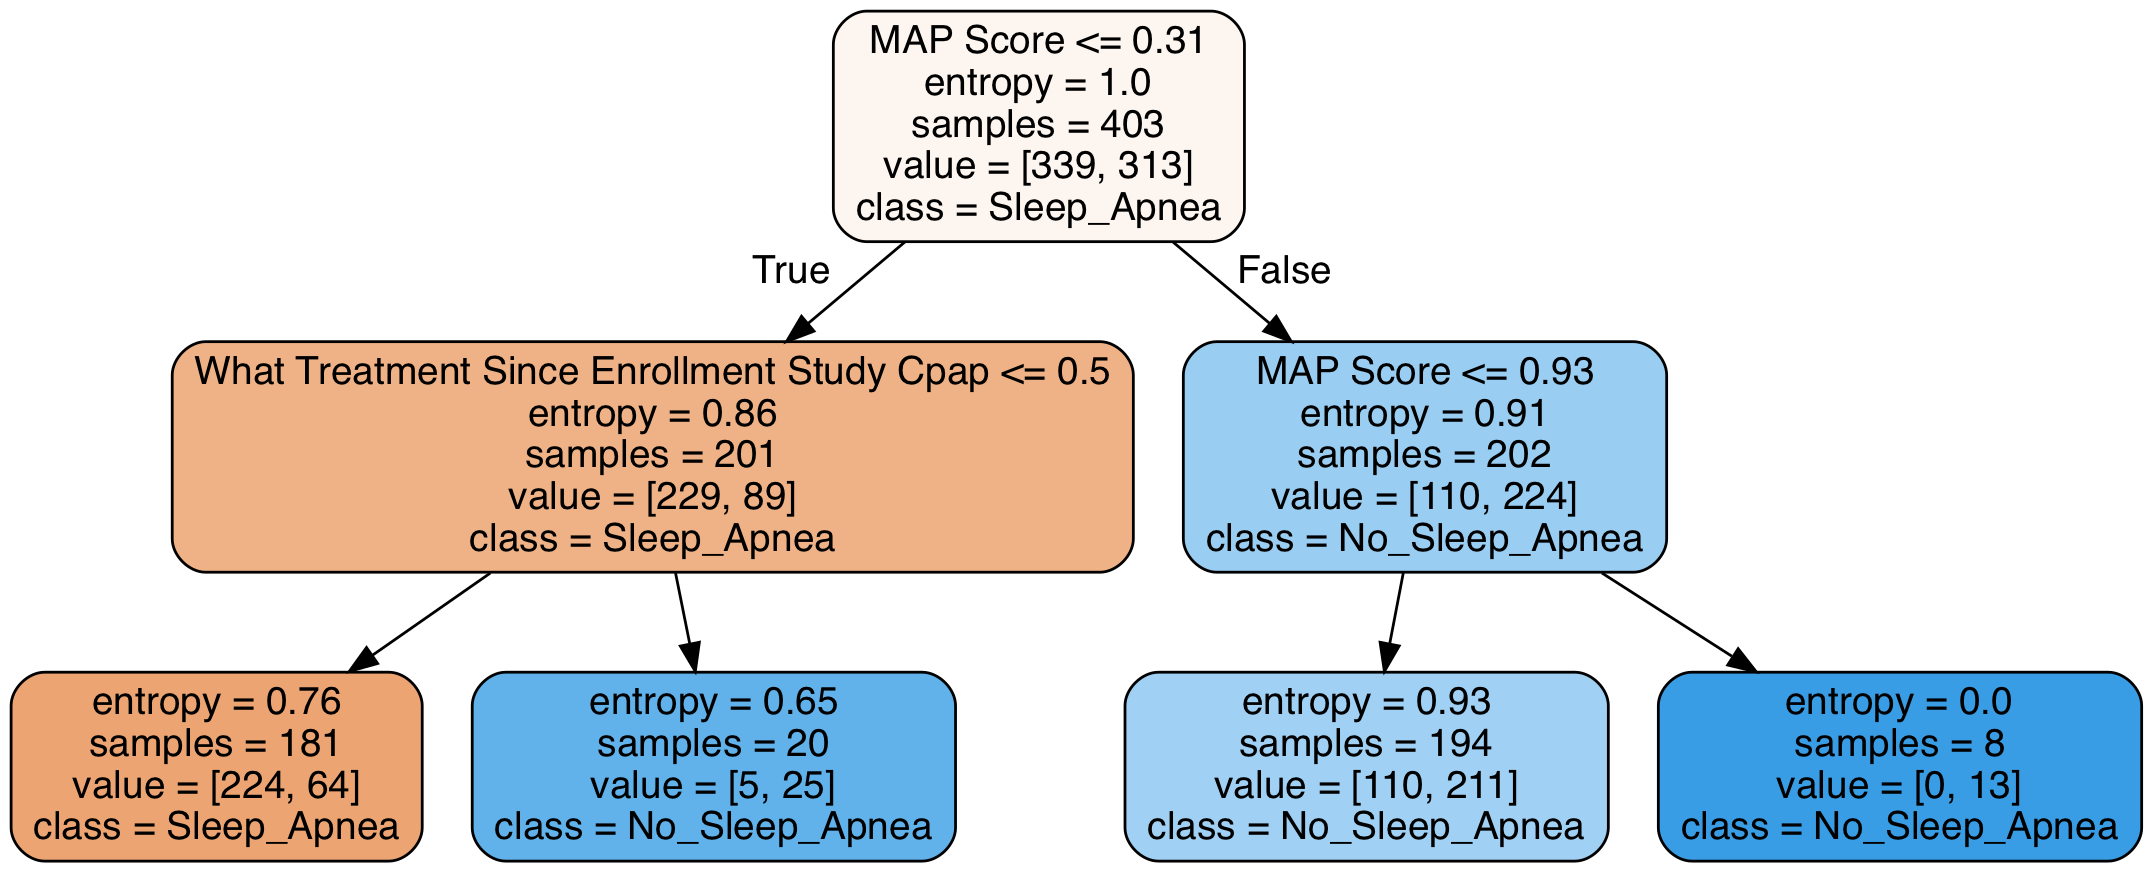 MAP Score <= 0.31
entropy = 1.0
samples = 403
value = [339, 313]
class = Sleep_Apnea
True
False
What Treatment Since Enrollment Study Cpap <= 0.5
entropy = 0.86
samples = 201
value = [229, 89]
class = Sleep_Apnea
MAP Score <= 0.93
entropy = 0.91
samples = 202
value = [110, 224]
class = No_Sleep_Apnea
entropy = 0.76
samples = 181
value = [224, 64]
class = Sleep_Apnea
entropy = 0.65
samples = 20
value = [5, 25]
class = No_Sleep_Apnea
entropy = 0.93
samples = 194
value = [110, 211]
class = No_Sleep_Apnea
entropy = 0.0
samples = 8
value = [0, 13]
class = No_Sleep_Apnea